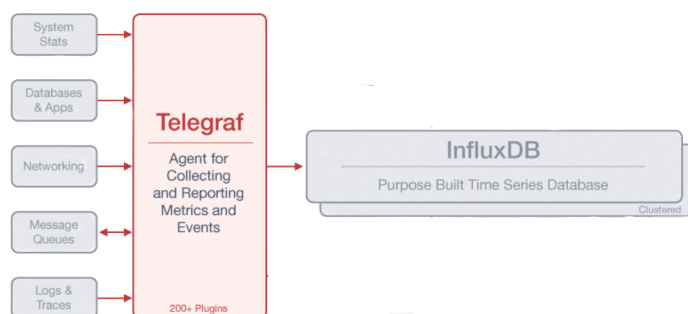 System
Stats
Databases
& Apps
Networking
Message
Queues
Logs &
Traces
Telegraf
Agent for
Collecting
and Reporting
Metrics and
Events
200+ Plugins
InfluxDB
Purpose Built Time Series Database
Clustered